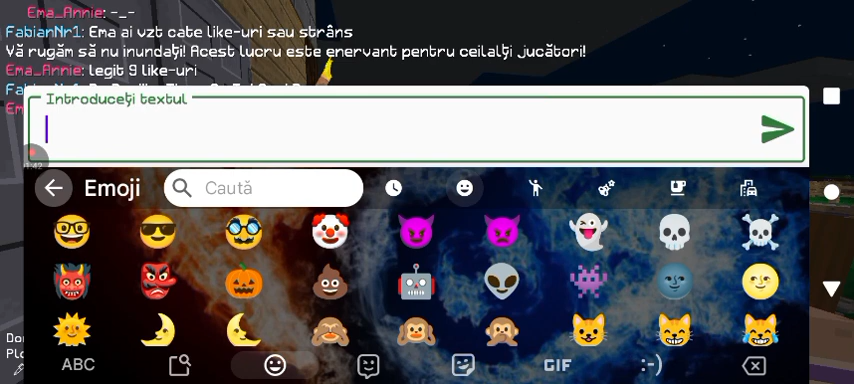 Ema_Annie: -_-
FabianNr1: Ema ai vzt cate like-uri sau strâns
Vă rugăm să nu inundați! Acest lucru este enervant pentru ceilalți jucători!
Ema_Annie: legit 9 like-uri
Introduceți textul
Emoji
Caută
ABC
GIF
:-)